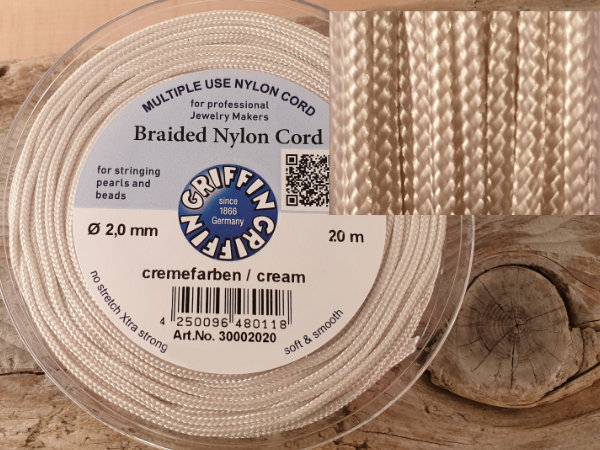 MULTIPLE USE NYLON CORD
for professional
Jewelry Makers
Braided Nylon Cord
for stringing
pearls and
beads
GRIFFIN
since
1866
Germany
GRIFFIN
Ø 2,0 mm
20 m
cremefarben / cream
4 250096 480118
Art.No. 30002020
no stretch Xtra strong
soft & smooth